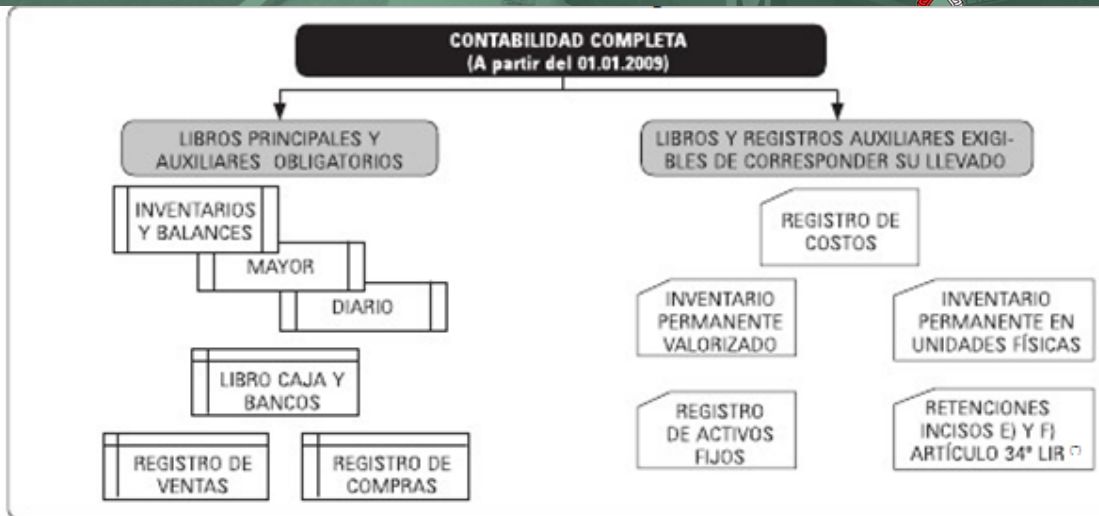 CONTABILIDAD COMPLETA
(A partir del 01.01.2009)
LIBROS PRINCIPALES Y
AUXILIARES OBLIGATORIOS
INVENTARIOS
Y BALANCES
MAYOR
DIARIO
LIBRO CAJA Y
BANCOS
REGISTRO DE
VENTAS
REGISTRO DE
COMPRAS
LIBROS Y REGISTROS AUXILIARES EXIGI-
BLES DE CORRESPONDER SU LLEVADO
REGISTRO DE
COSTOS
INVENTARIO
PERMANENTE
VALORIZADO
INVENTARIO
PERMANENTE EN
UNIDADES FÍSICAS
REGISTRO
DE ACTIVOS
FIJOS
RETENCIONES
INCISOS E) Y F)
ARTÍCULO 34° LIR